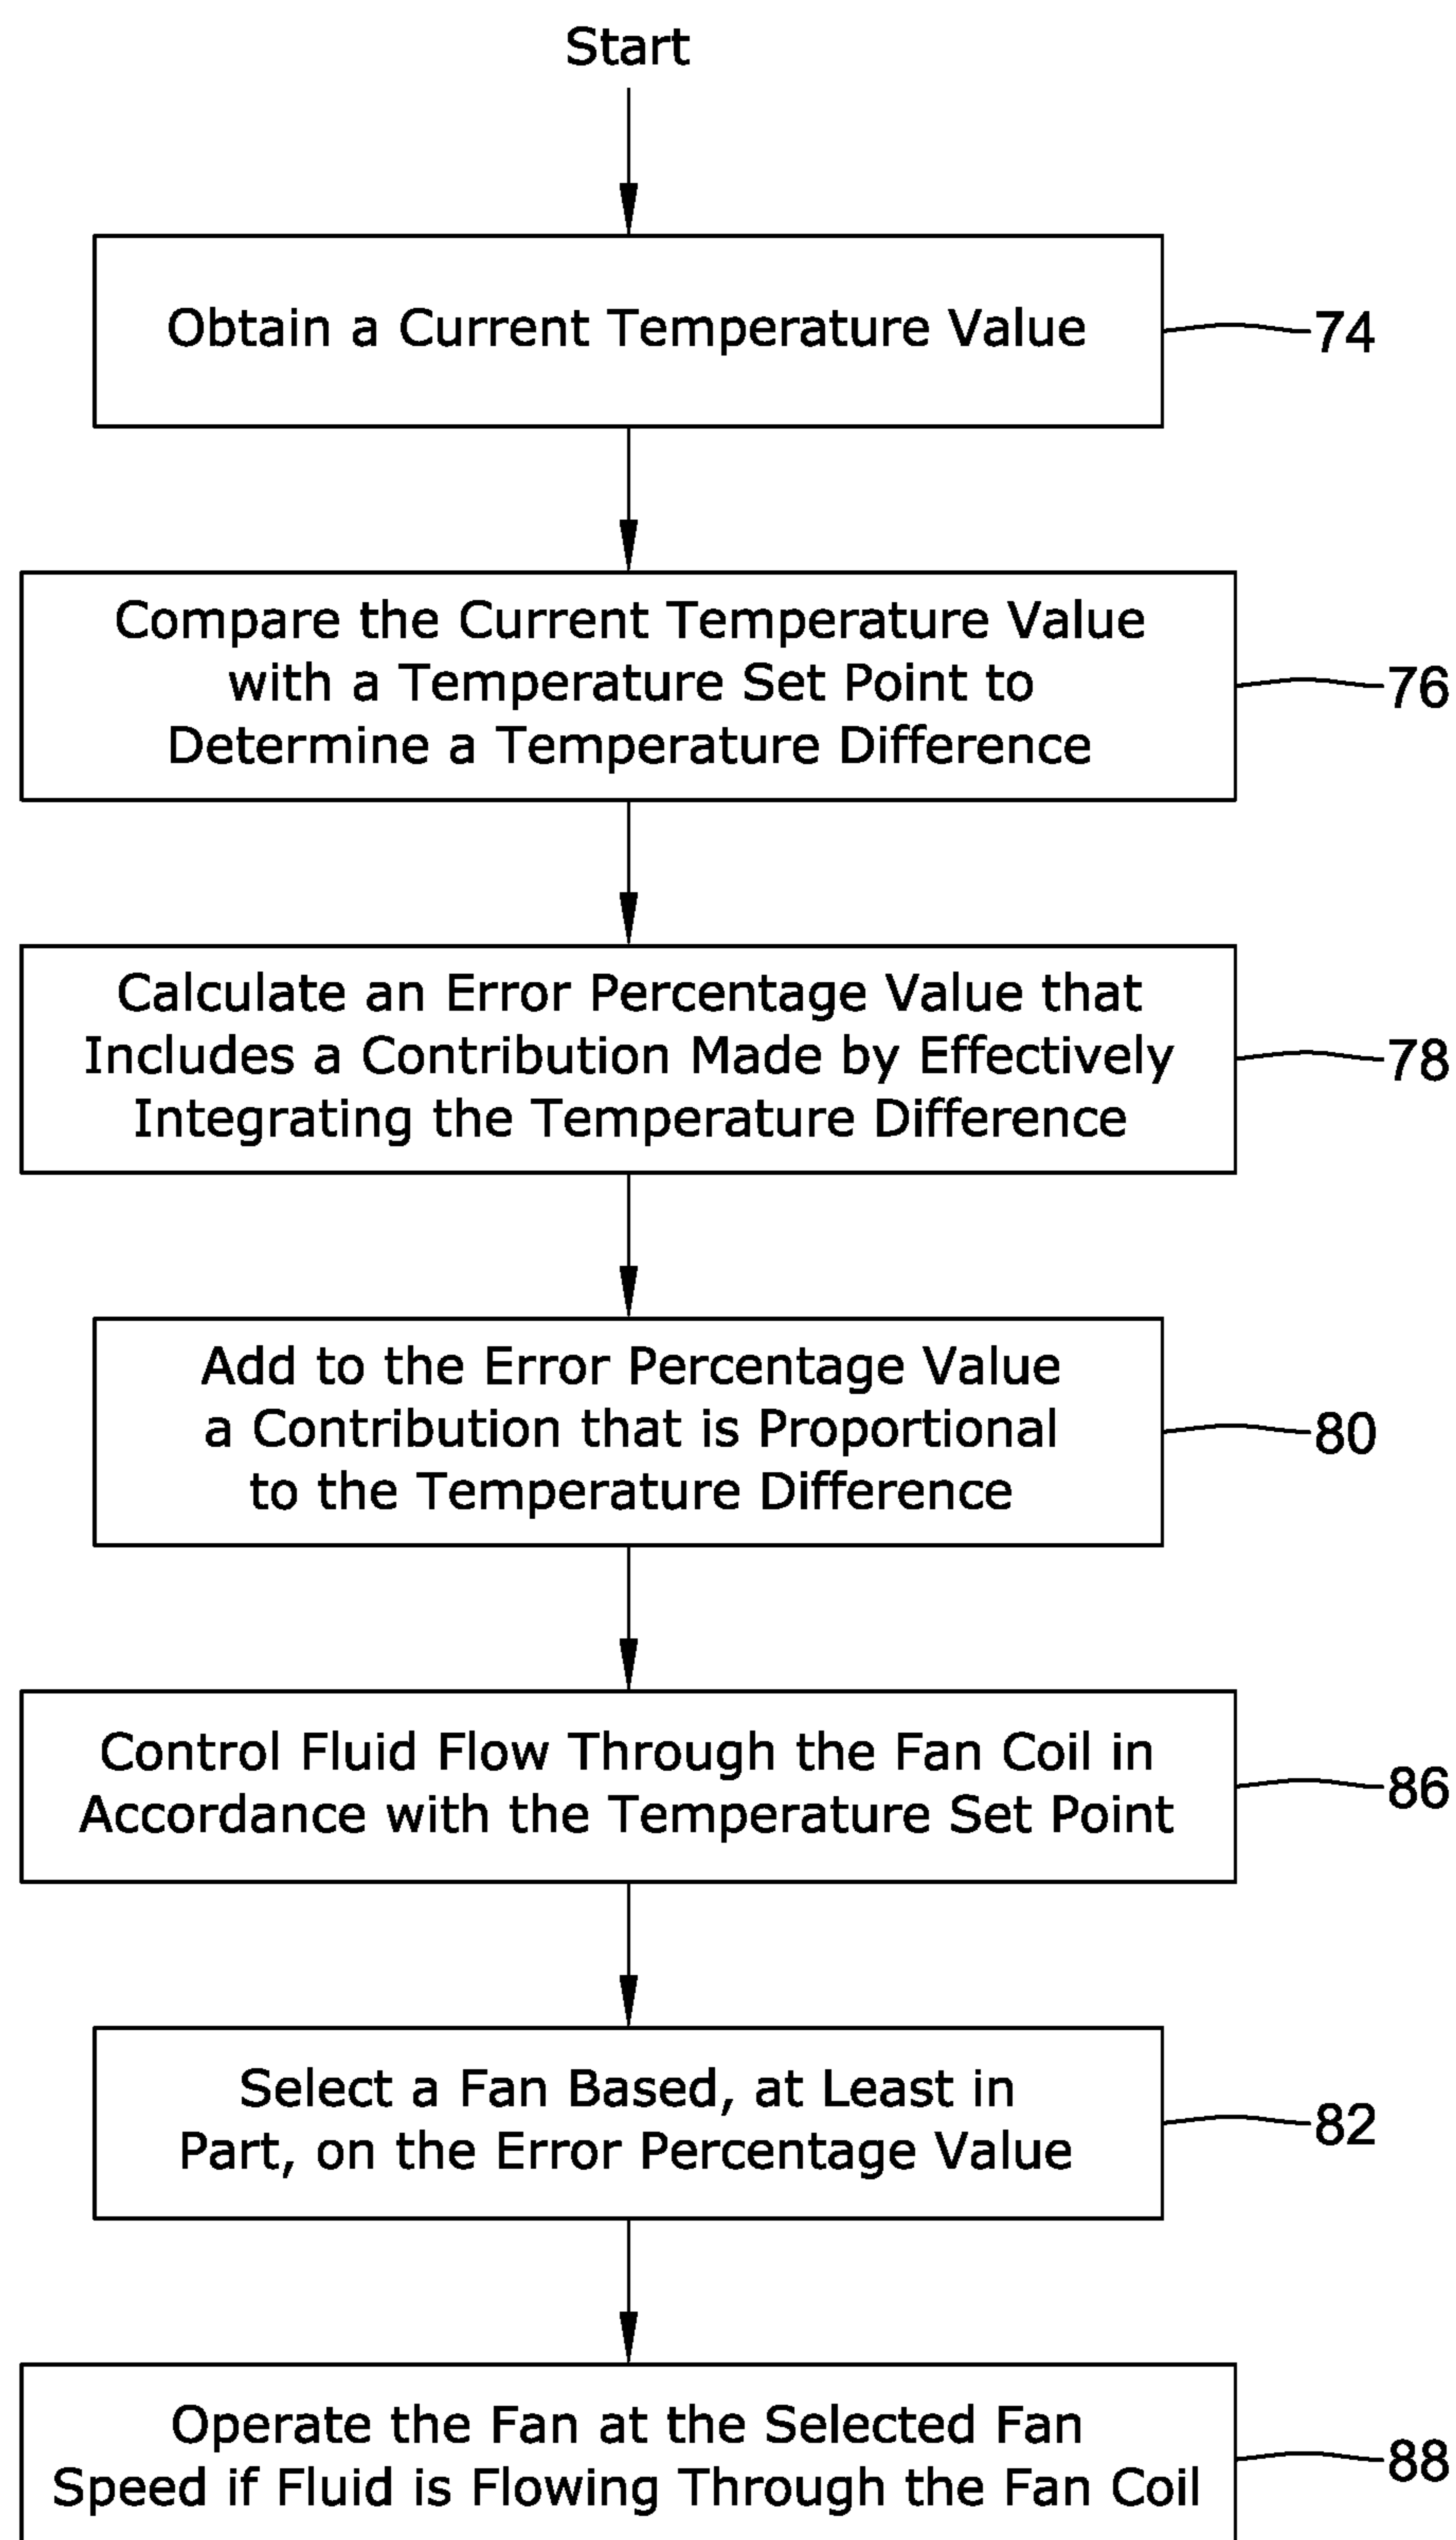 Start
Obtain a Current Temperature Value
74
Compare the Current Temperature Value
with a Temperature Set Point to
Determine a Temperature Difference
76
Calculate an Error Percentage Value that
Includes a Contribution Made by Effectively
Integrating the Temperature Difference
78
Add to the Error Percentage Value
a Contribution that is Proportional
to the Temperature Difference
80
Control Fluid Flow Through the Fan Coil in
Accordance with the Temperature Set Point
86
Select a Fan Based, at Least in
Part, on the Error Percentage Value
82
Operate the Fan at the Selected Fan
Speed if Fluid is Flowing Through the Fan Coil
88